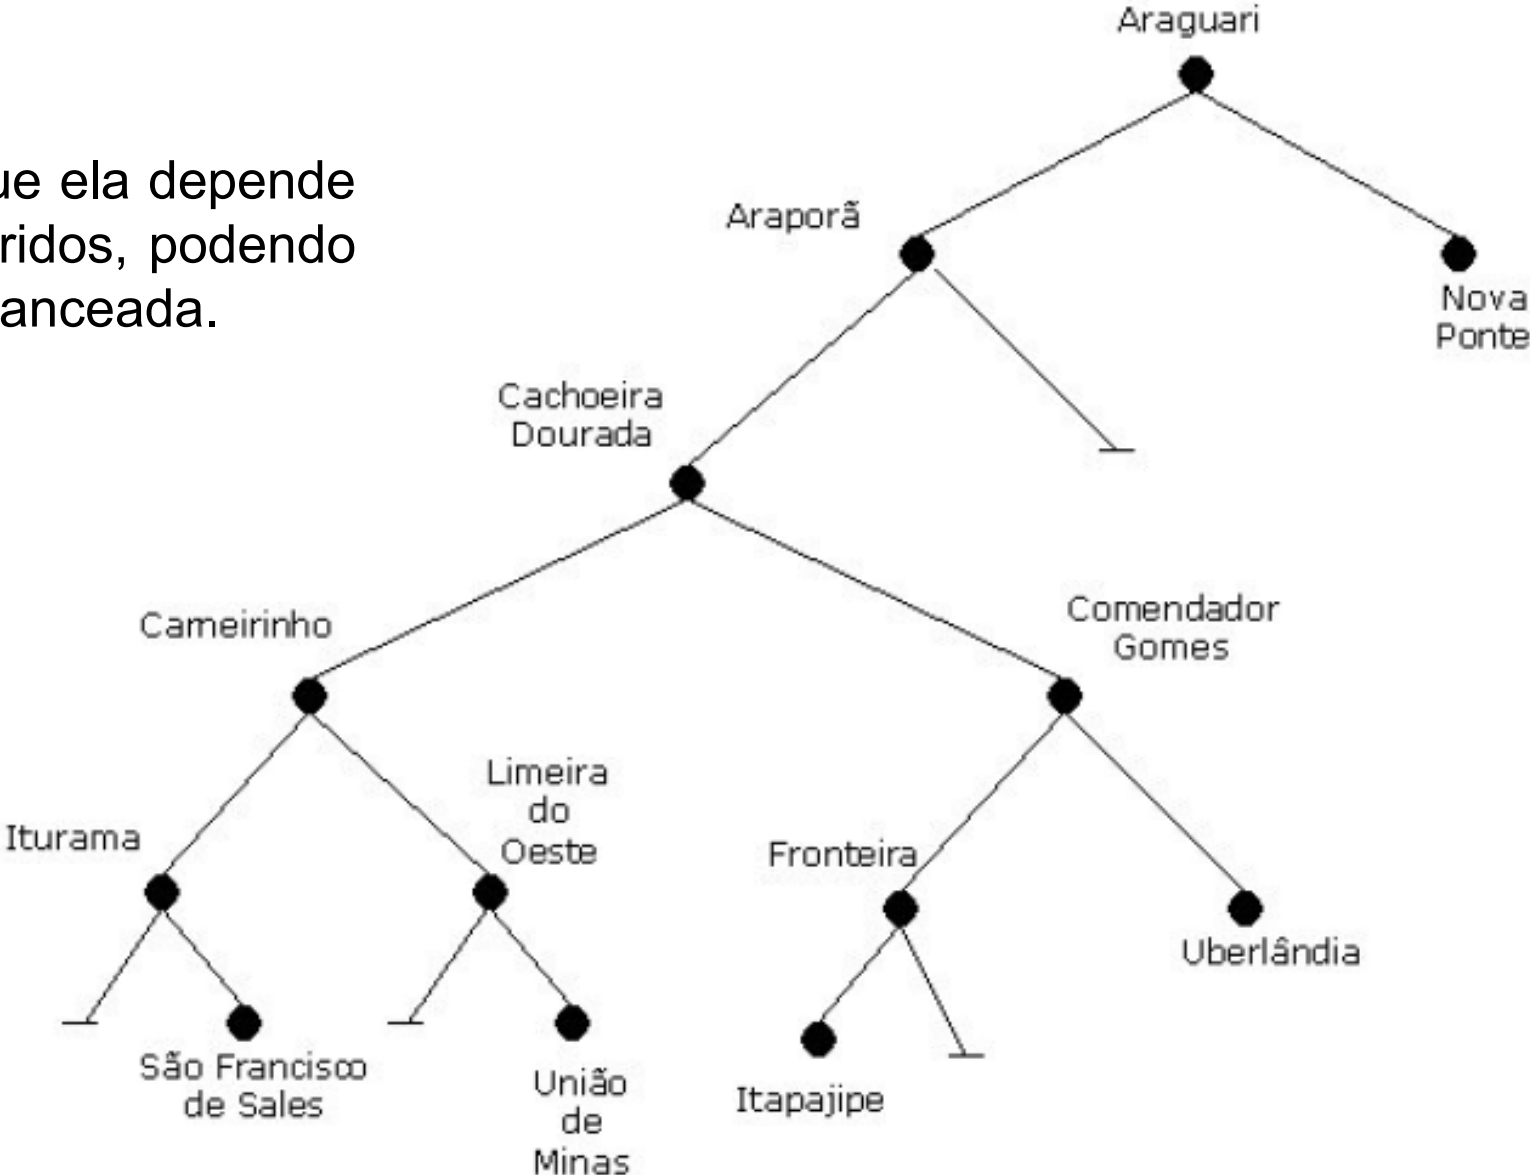 Araguari
ue ela depende
ridos, podendo
anceada.
Araporã
Nova
Ponte
Cachoeira
Dourada
Carneirinho
Comendador
Gomes
Limeira
do
Oeste
Iturama
Fronteira
Uberlândia
São Francisco
de Sales
União
de
Minas
Itapajipe